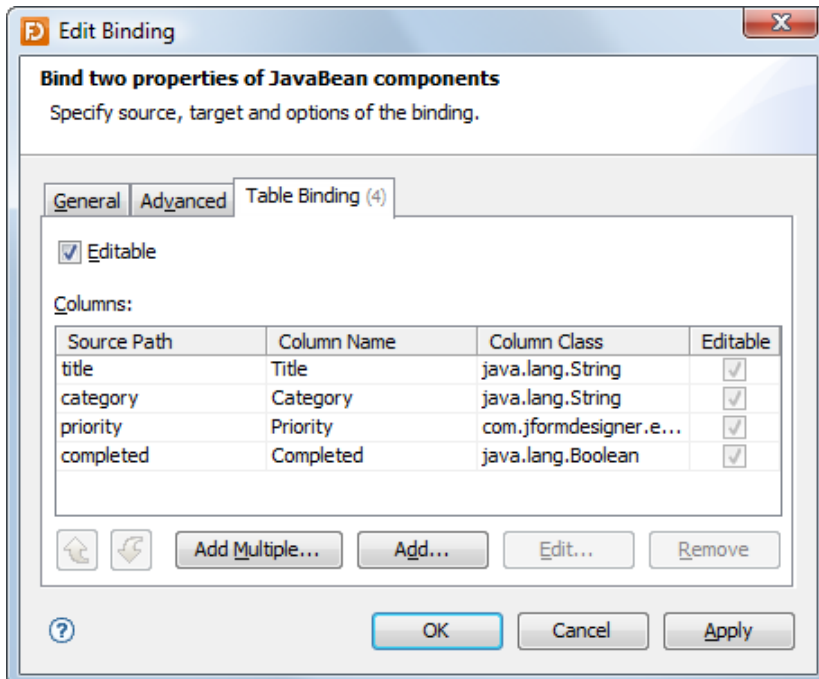 Edit Binding
Bind two properties of JavaBean components
Specify source, target and options of the binding.
General Advanced Table Binding (4)
Editable
Columns:
Source Path Column Name Column Class Editable
title Title java.lang.String
category Category java.lang.String
priority Priority com.jformdesigner.e...
completed Completed java.lang.Boolean
Add Multiple... Add... Edit... Remove
OK Cancel Apply